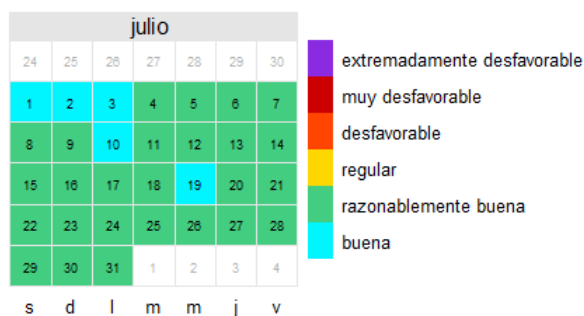 julio
24 25 26 27 28 29 30
1 2 3 4 5 6 7
8 9 10 11 12 13 14
15 16 17 18 19 20 21
22 23 24 25 26 27 28
29 30 31 1 2 3 4
s d l m m j v
extremadamente desfavorable
muy desfavorable
desfavorable
regular
razonablemente buena
buena